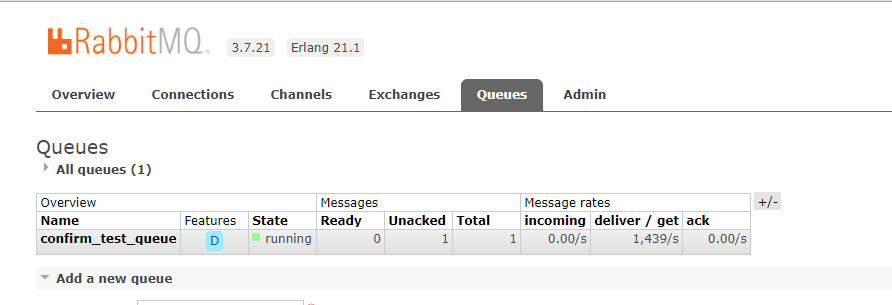 RabbitMQ 3.7.21 Erlang 21.1
Overview Connections Channels Exchanges Queues Admin
Queues
All queues (1)
Overview Messages Message rates +/-
Name Features State Ready Unacked Total incoming deliver / get ack
confirm_test_queue D running 0 1 1 0.00/s 1,439/s 0.00/s
Add a new queue